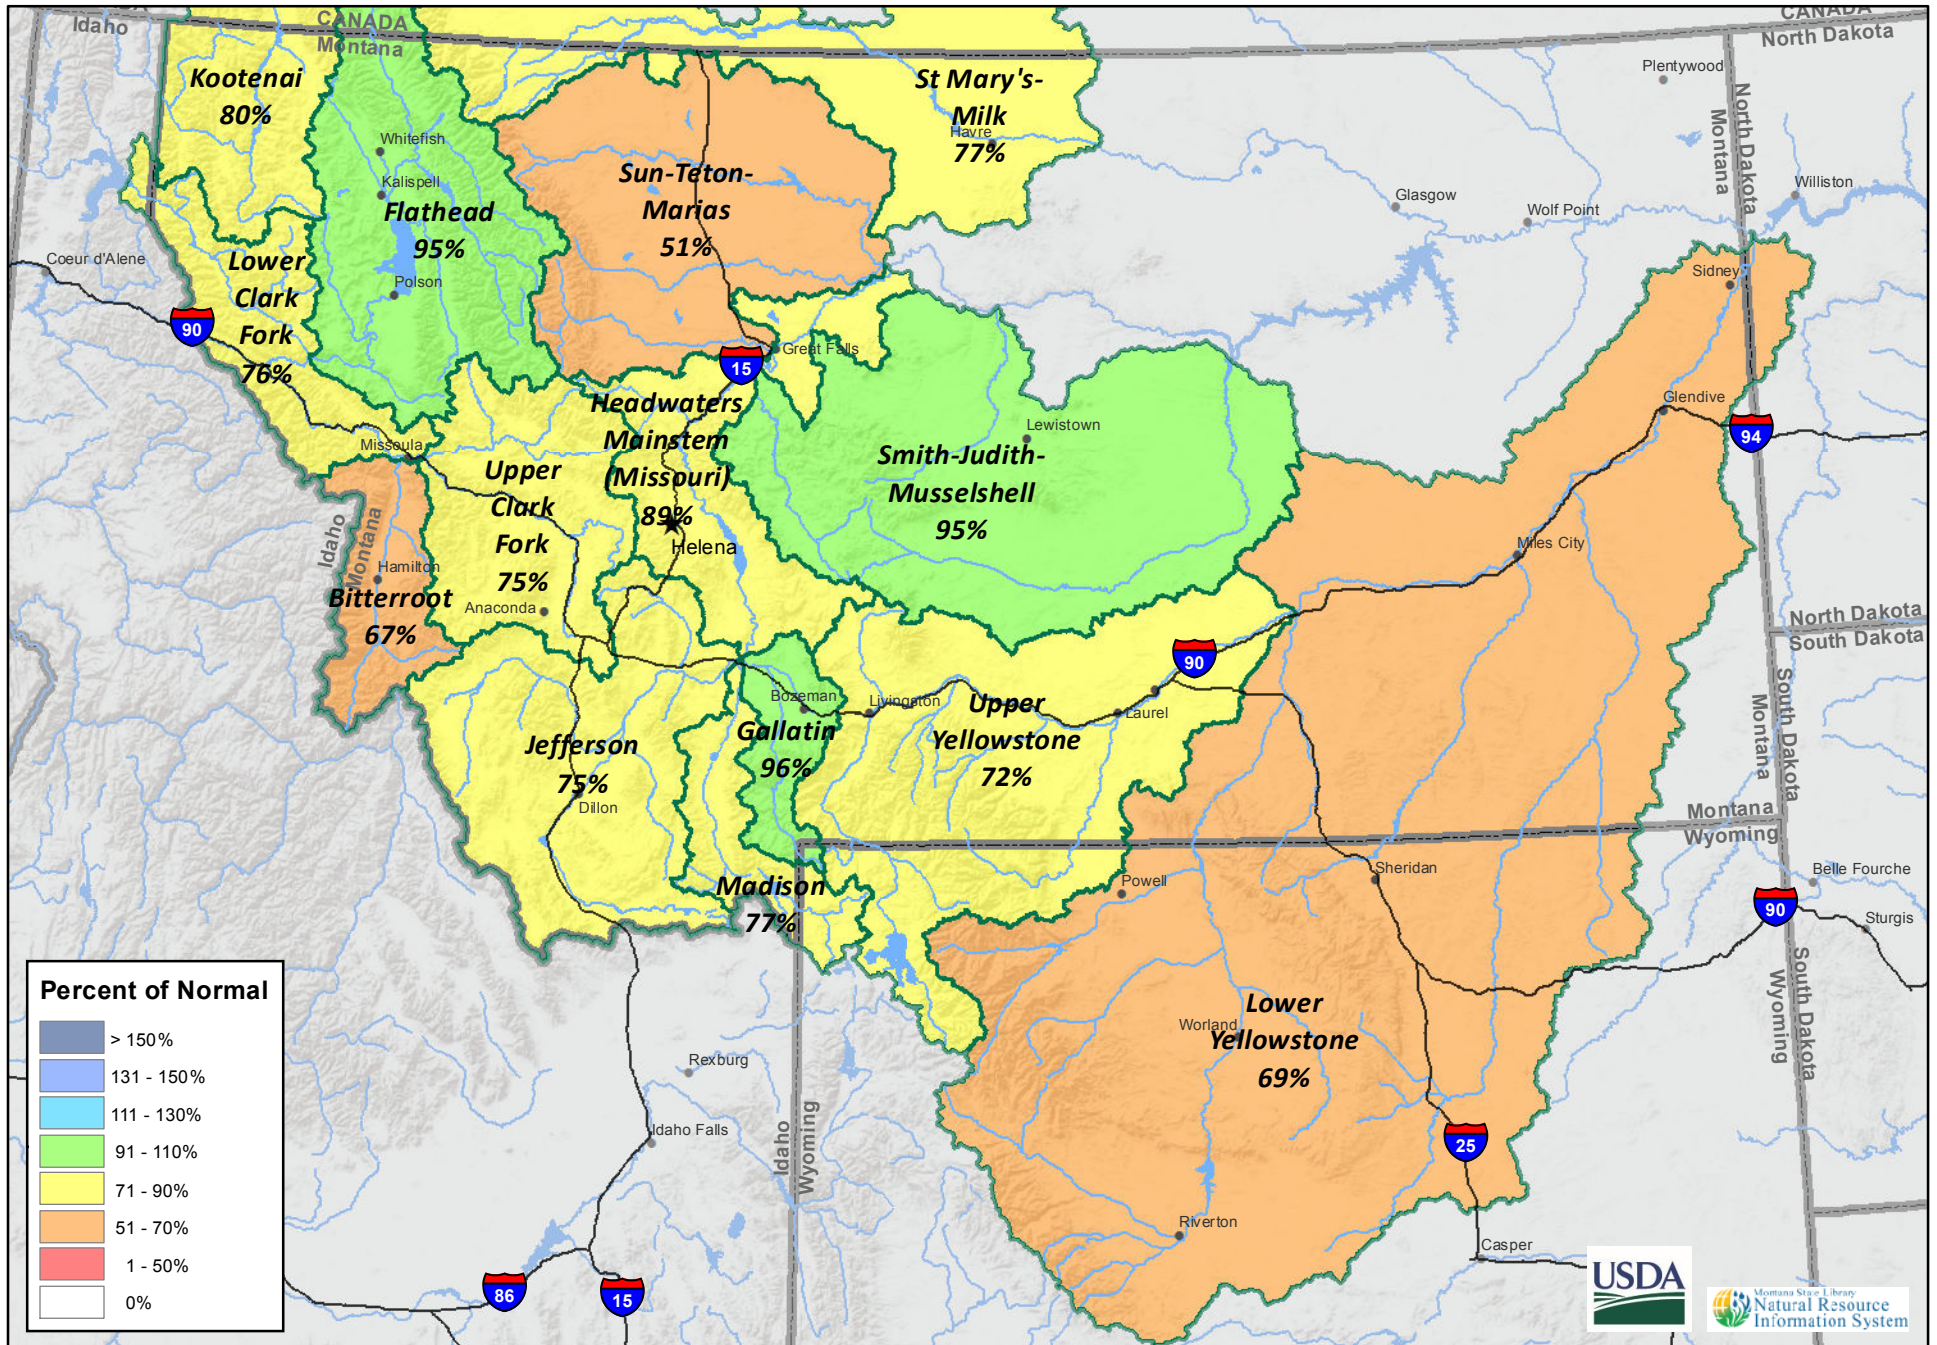 CANADA
Idaho
CANADA
Montana
CANADA
North Dakota
Kootenai
80%
St Mary's-
Milk
Havre
77%
Plentywood
North Dakota
Montana
Whitefish
Kalispell
Flathead
95%
Polson
Sun-Teton-
Marias
51%
Glasgow
Wolf Point
Williston
Coeur d'Alene
Lower
Clark
Fork
76%
90
Sidney
15
Great Falls
Headwaters
Mainstem
(Missouri)
89%
Helena
Lewistown
Smith-Judith-
Musselshell
95%
Glendive
94
Missoula
Upper
Clark
Fork
75%
Anaconda
Idaho
Montana
Hamilton
Bitterroot
67%
Miles City
North Dakota
South Dakota
90
Bozeman
Livingston
Laurel
Gallatin
96%
Upper
Yellowstone
72%
Jefferson
75%
Dillon
South Dakota
Montana
Montana
Wyoming
Madison
77%
Powell
Sheridan
Belle Fourche
90
Sturgis
South Dakota
Wyoming
Percent of Normal
> 150%
131 - 150%
111 - 130%
91 - 110%
71 - 90%
51 - 70%
1 - 50%
0%
Rexburg
Idaho Falls
Idaho
Wyoming
Worland
Lower
Yellowstone
69%
25
Riverton
Casper
86
15
USDA
Montana State Library
Natural Resource
Information System